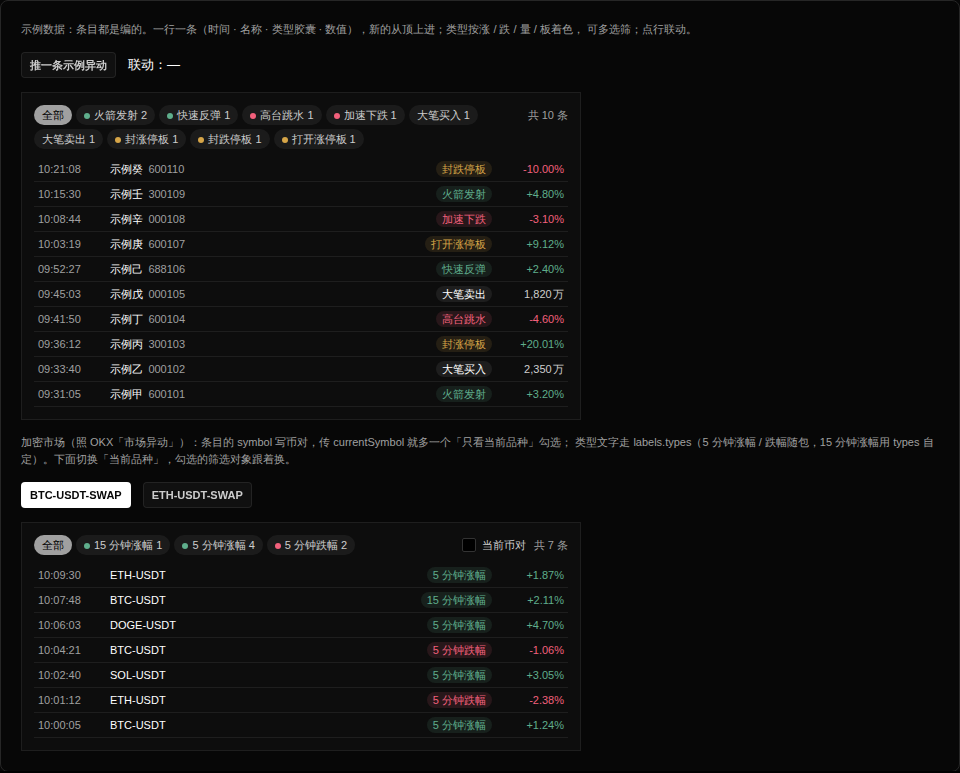 示例数据：条目都是编的。一行一条（时间 · 名称 · 类型胶囊 · 数值），新的从顶上进；类型按涨 / 跌 / 量 / 板着色， 可多选筛；点行联动。
推一条示例异动 联动：—
全部 火箭发射 2 快速反弹 1 高台跳水 1 加速下跌 1 大笔买入 1 共 10 条
大笔卖出 1 封涨停板 1 封跌停板 1 打开涨停板 1
10:21:08 示例癸 600110 封跌停板 -10.00%
10:15:30 示例壬 300109 火箭发射 +4.80%
10:08:44 示例辛 000108 加速下跌 -3.10%
10:03:19 示例庚 600107 打开涨停板 +9.12%
09:52:27 示例己 688106 快速反弹 +2.40%
09:45:03 示例戊 000105 大笔卖出 1,820万
09:41:50 示例丁 600104 高台跳水 -4.60%
09:36:12 示例丙 300103 封涨停板 +20.01%
09:33:40 示例乙 000102 大笔买入 2,350万
09:31:05 示例甲 600101 火箭发射 +3.20%
加密市场（照 OKX「市场异动」）：条目的 symbol 写币对，传 currentSymbol 就多一个「只看当前品种」勾选； 类型文字走 labels.types（5 分钟涨幅 / 跌幅随包，15 分钟涨幅用 types 自
定）。下面切换「当前品种」，勾选的筛选对象跟着换。
BTC-USDT-SWAP ETH-USDT-SWAP
全部 15 分钟涨幅 1 5 分钟涨幅 4 5 分钟跌幅 2 当前币对 共 7 条
10:09:30 ETH-USDT 5 分钟涨幅 +1.87%
10:07:48 BTC-USDT 15 分钟涨幅 +2.11%
10:06:03 DOGE-USDT 5 分钟涨幅 +4.70%
10:04:21 BTC-USDT 5 分钟跌幅 -1.06%
10:02:40 SOL-USDT 5 分钟涨幅 +3.05%
10:01:12 ETH-USDT 5 分钟跌幅 -2.38%
10:00:05 BTC-USDT 5 分钟涨幅 +1.24%